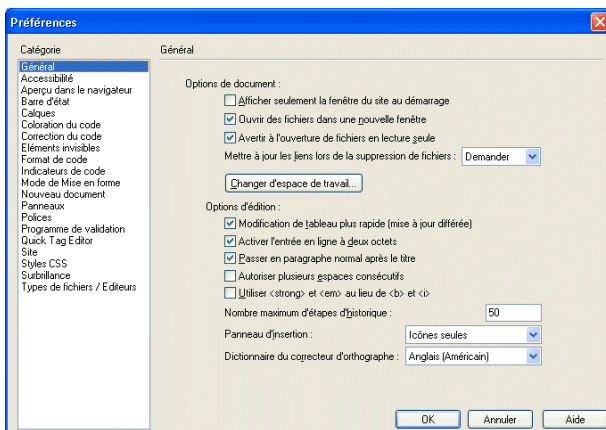 Préférences
Catégorie
Général
Accessibilité
Aperçu dans le navigateur
Barre d'état
Calques
Coloration du code
Correction du code
Eléments invisibles
Format de code
Indicateurs de code
Mode de Mise en forme
Nouveau document
Panneaux
Polices
Programme de validation
Quick Tag Editor
Site
Styles CSS
Surbrillance
Types de fichiers / Editeurs
Général
Options de document :
Afficher seulement la fenêtre du site au démarrage
Ouvrir des fichiers dans une nouvelle fenêtre
Avertir à l'ouverture de fichiers en lecture seule
Mettre à jour les liens lors de la suppression de fichiers : Demander
Changer d'espace de travail...
Options d'édition :
Modification de tableau plus rapide (mise à jour différée)
Activer l'entrée en ligne à deux octets
Passer en paragraphe normal après le titre
Autoriser plusieurs espaces consécutifs
Utiliser <strong> et <em> au lieu de <b> et <i>
Nombre maximum d'étapes d'historique : 50
Panneau d'insertion : Icônes seules
Dictionnaire du correcteur d'orthographe : Anglais (Américain)
OK Annuler Aide